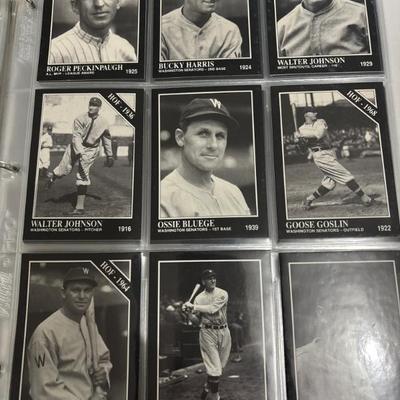 ROGER PECKINPAUGH
A.L. MVP - LEAGUE AWARD 1925
BUCKY HARRIS
WASHINGTON SENATORS - 2ND BASE 1924
WALTER JOHNSON
MOST SHUTOUTS, CAREER - 110 1929
HOF - 1936
WALTER JOHNSON
WASHINGTON SENATORS - PITCHER 1916
W
OSSIE BLUEGE
WASHINGTON SENATORS - 1ST BASE 1939
HOF - 1968
GOOSE GOSLIN
WASHINGTON SENATORS - OUTFIELD 1922
HOF - 1964
W
W